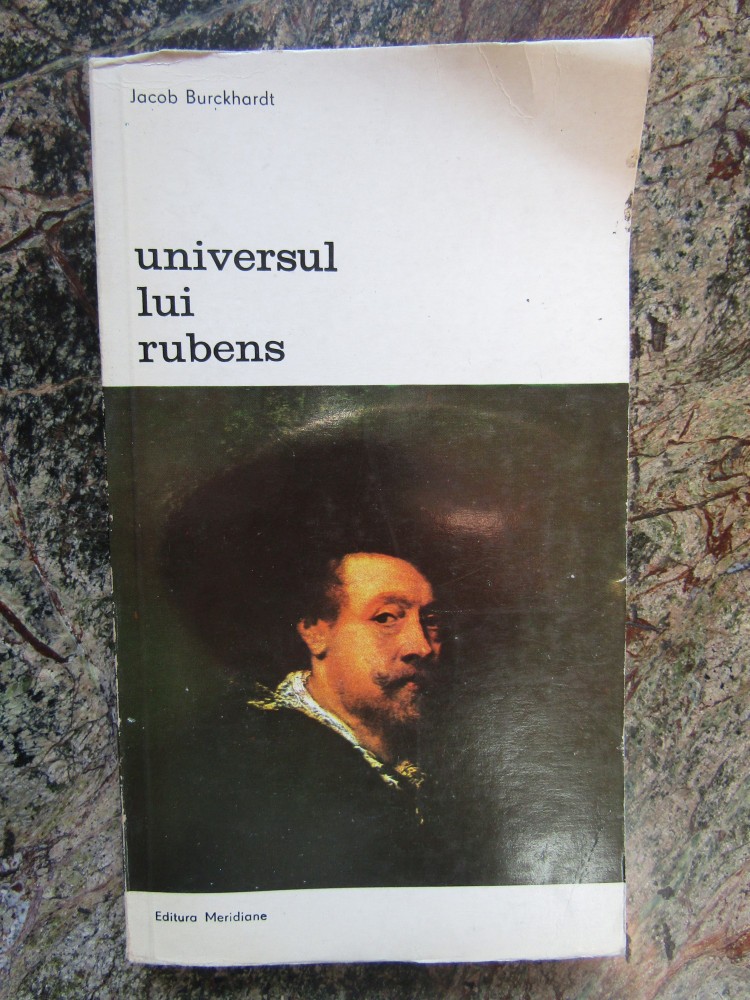 Jacob Burckhardt
universul
lui
rubens
Editura Meridiane